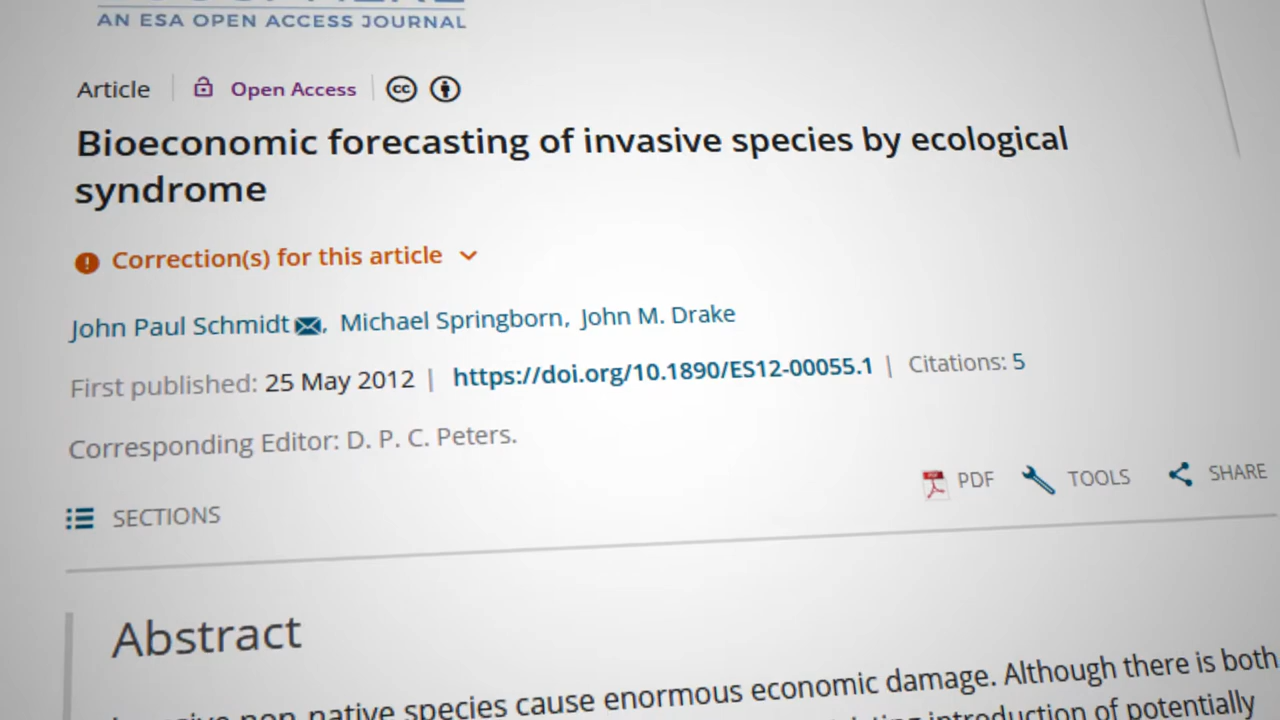 AN ESA OPEN ACCESS JOURNAL
Article Open Access
Bioeconomic forecasting of invasive species by ecological
syndrome
Correction(s) for this article
John Paul Schmidt, Michael Springborn, John M. Drake
First published: 25 May 2012 | https://doi.org/10.1890/ES12-00055.1 | Citations: 5
Corresponding Editor: D. P. C. Peters.
PDF TOOLS SHARE
SECTIONS
Abstract
non-native species cause enormous economic damage. Although there is both
introduction of potentially